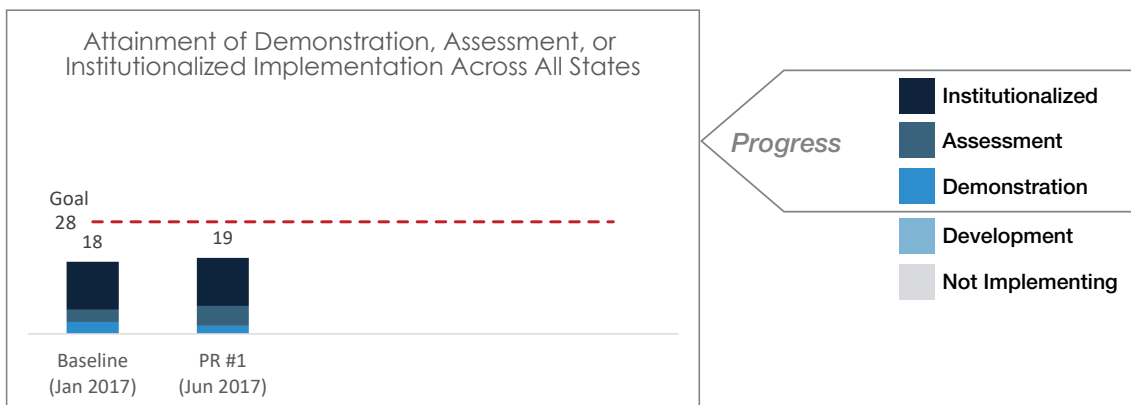 Attainment of Demonstration, Assessment, or
Institutionalized Implementation Across All States
Goal
28
18
19
Baseline
(Jan 2017)
PR #1
(Jun 2017)
Progress
Institutionalized
Assessment
Demonstration
Development
Not Implementing